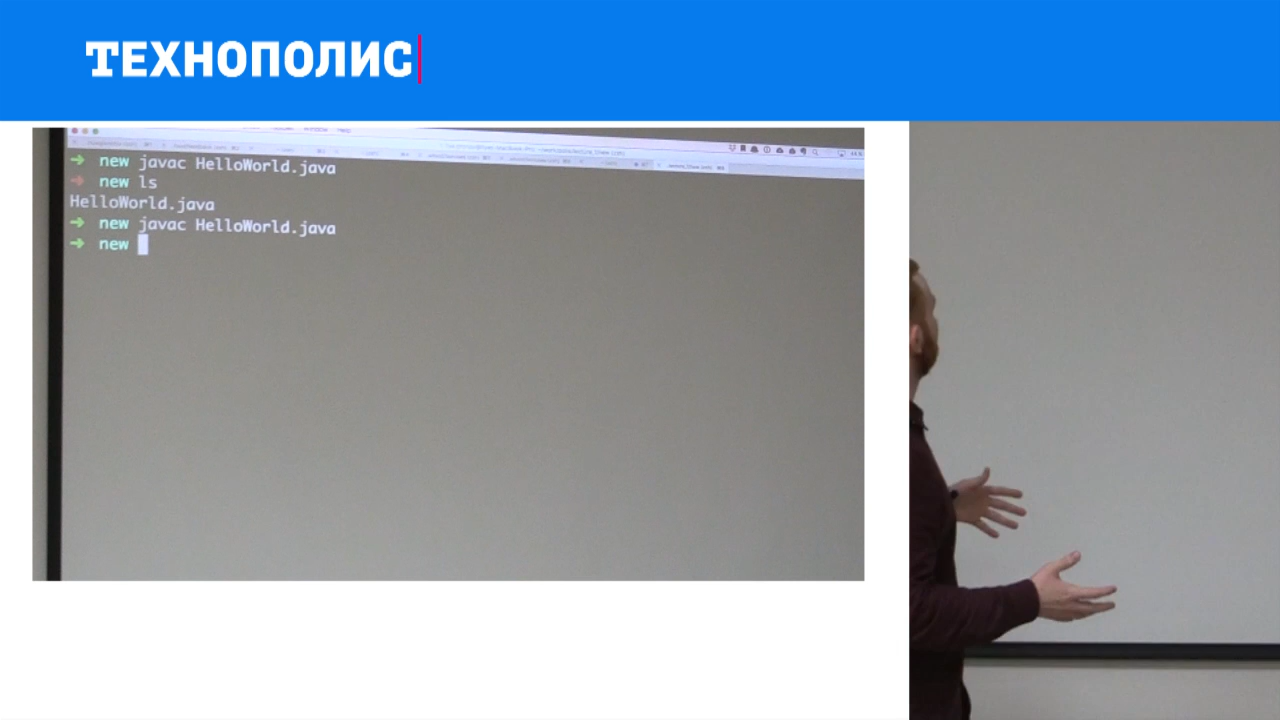 ТЕХНОПОЛИС
→ new javac HelloWorld.java
→ new ls
HelloWorld.java
→ new javac HelloWorld.java
→ new